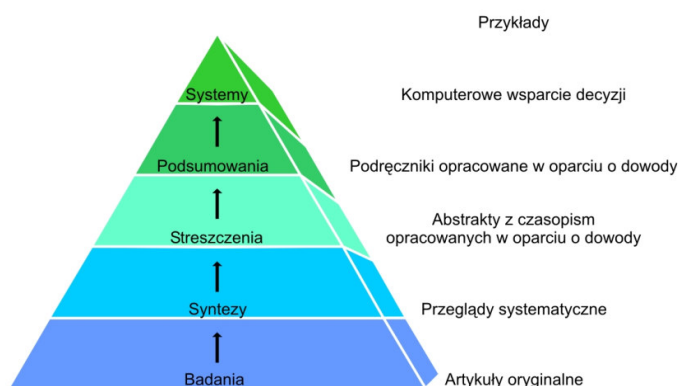 Przykłady
Systemy
Komputerowe wsparcie decyzji
Podsumowania
Podręczniki opracowane w oparciu o dowody
Streszczenia
Abstrakty z czasopism
opracowanych w oparciu o dowody
Syntezy
Przeglądy systematyczne
Badania
Artykuły oryginalne